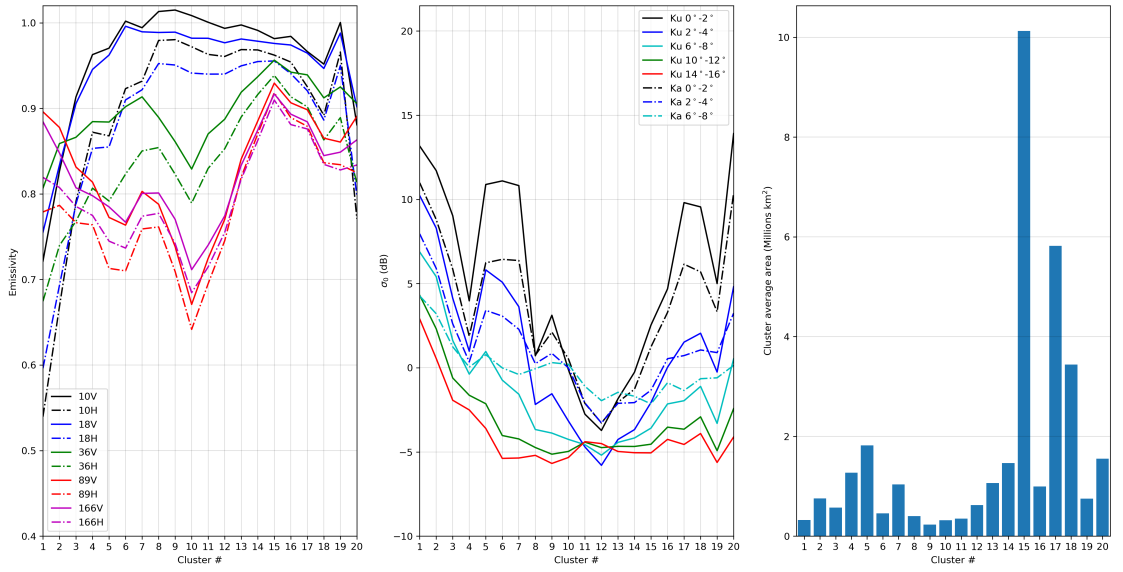 Emissivity
1.0
0.9
0.8
0.7
0.6
0.5
0.4
10V
10H
18V
18H
36V
36H
89V
89H
166V
166H
1 2 3 4 5 6 7 8 9 10 11 12 13 14 15 16 17 18 19 20
Cluster #
σ0 (dB)
20
15
10
5
0
−5
−10
Ku 0°-2°
Ku 2°-4°
Ku 6°-8°
Ku 10°-12°
Ku 14°-16°
Ka 0°-2°
Ka 2°-4°
Ka 6°-8°
1 2 3 4 5 6 7 8 9 10 11 12 13 14 15 16 17 18 19 20
Cluster #
Cluster average area (Millions km²)
10
8
6
4
2
0
1 2 3 4 5 6 7 8 9 10 11 12 13 14 15 16 17 18 19 20
Cluster #